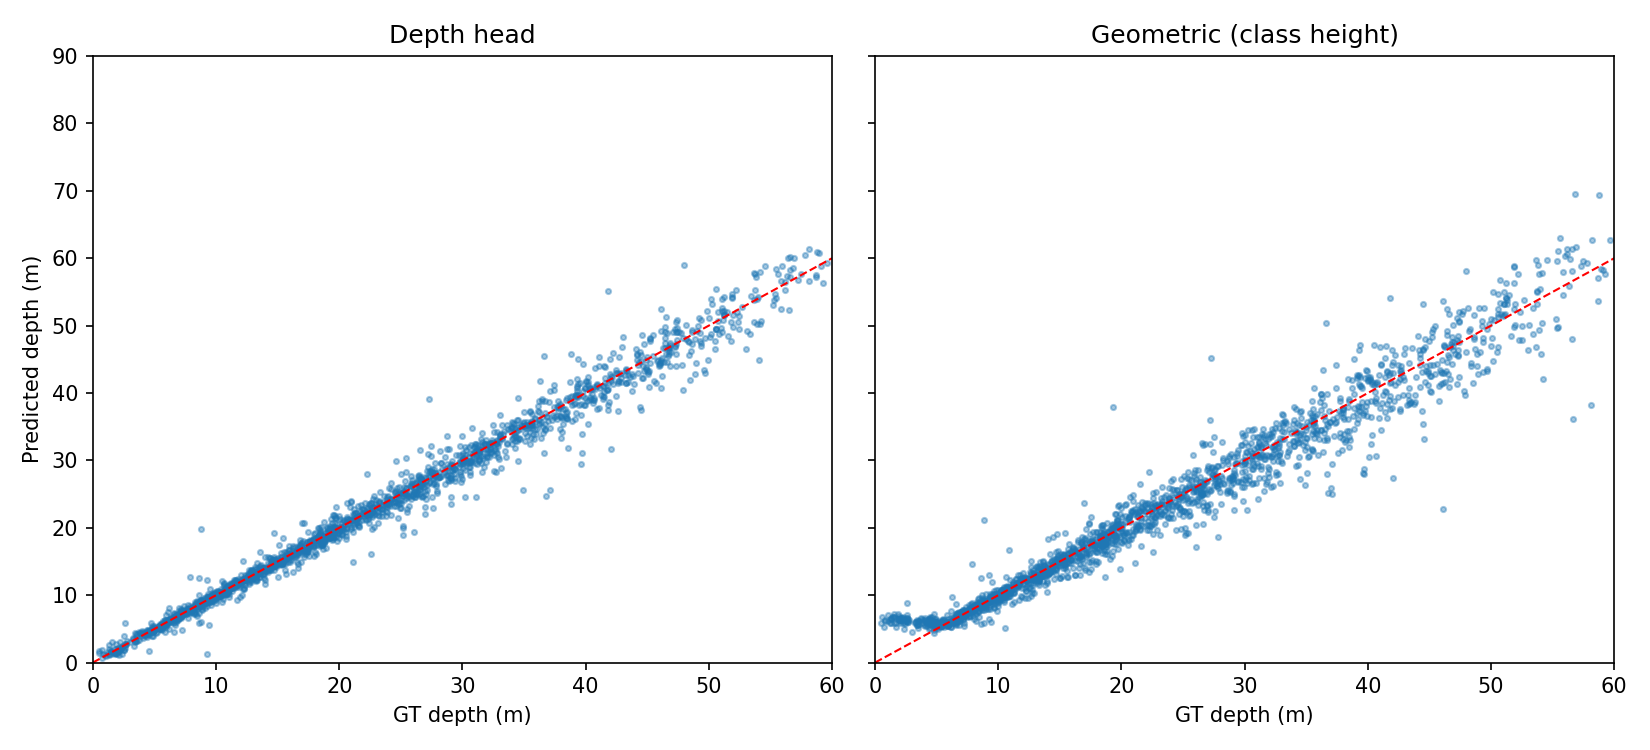 Depth head
Geometric (class height)
Predicted depth (m)
90
80
70
60
50
40
30
20
10
0
0 10 20 30 40 50 60
0 10 20 30 40 50 60
GT depth (m)
GT depth (m)